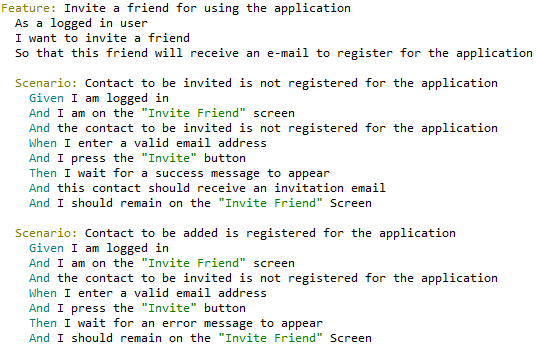 Feature: Invite a friend for using the application
As a logged in user
I want to invite a friend
So that this friend will receive an e-mail to register for the application
Scenario: Contact to be invited is not registered for the application
Given I am logged in
And I am on the "Invite Friend" screen
And the contact to be invited is not registered for the application
When I enter a valid email address
And I press the "Invite" button
Then I wait for a success message to appear
And this contact should receive an invitation email
And I should remain on the "Invite Friend" Screen
Scenario: Contact to be added is registered for the application
Given I am logged in
And I am on the "Invite Friend" screen
And the contact to be invited is not registered for the application
When I enter a valid email address
And I press the "Invite" button
Then I wait for an error message to appear
And I should remain on the "Invite Friend" Screen